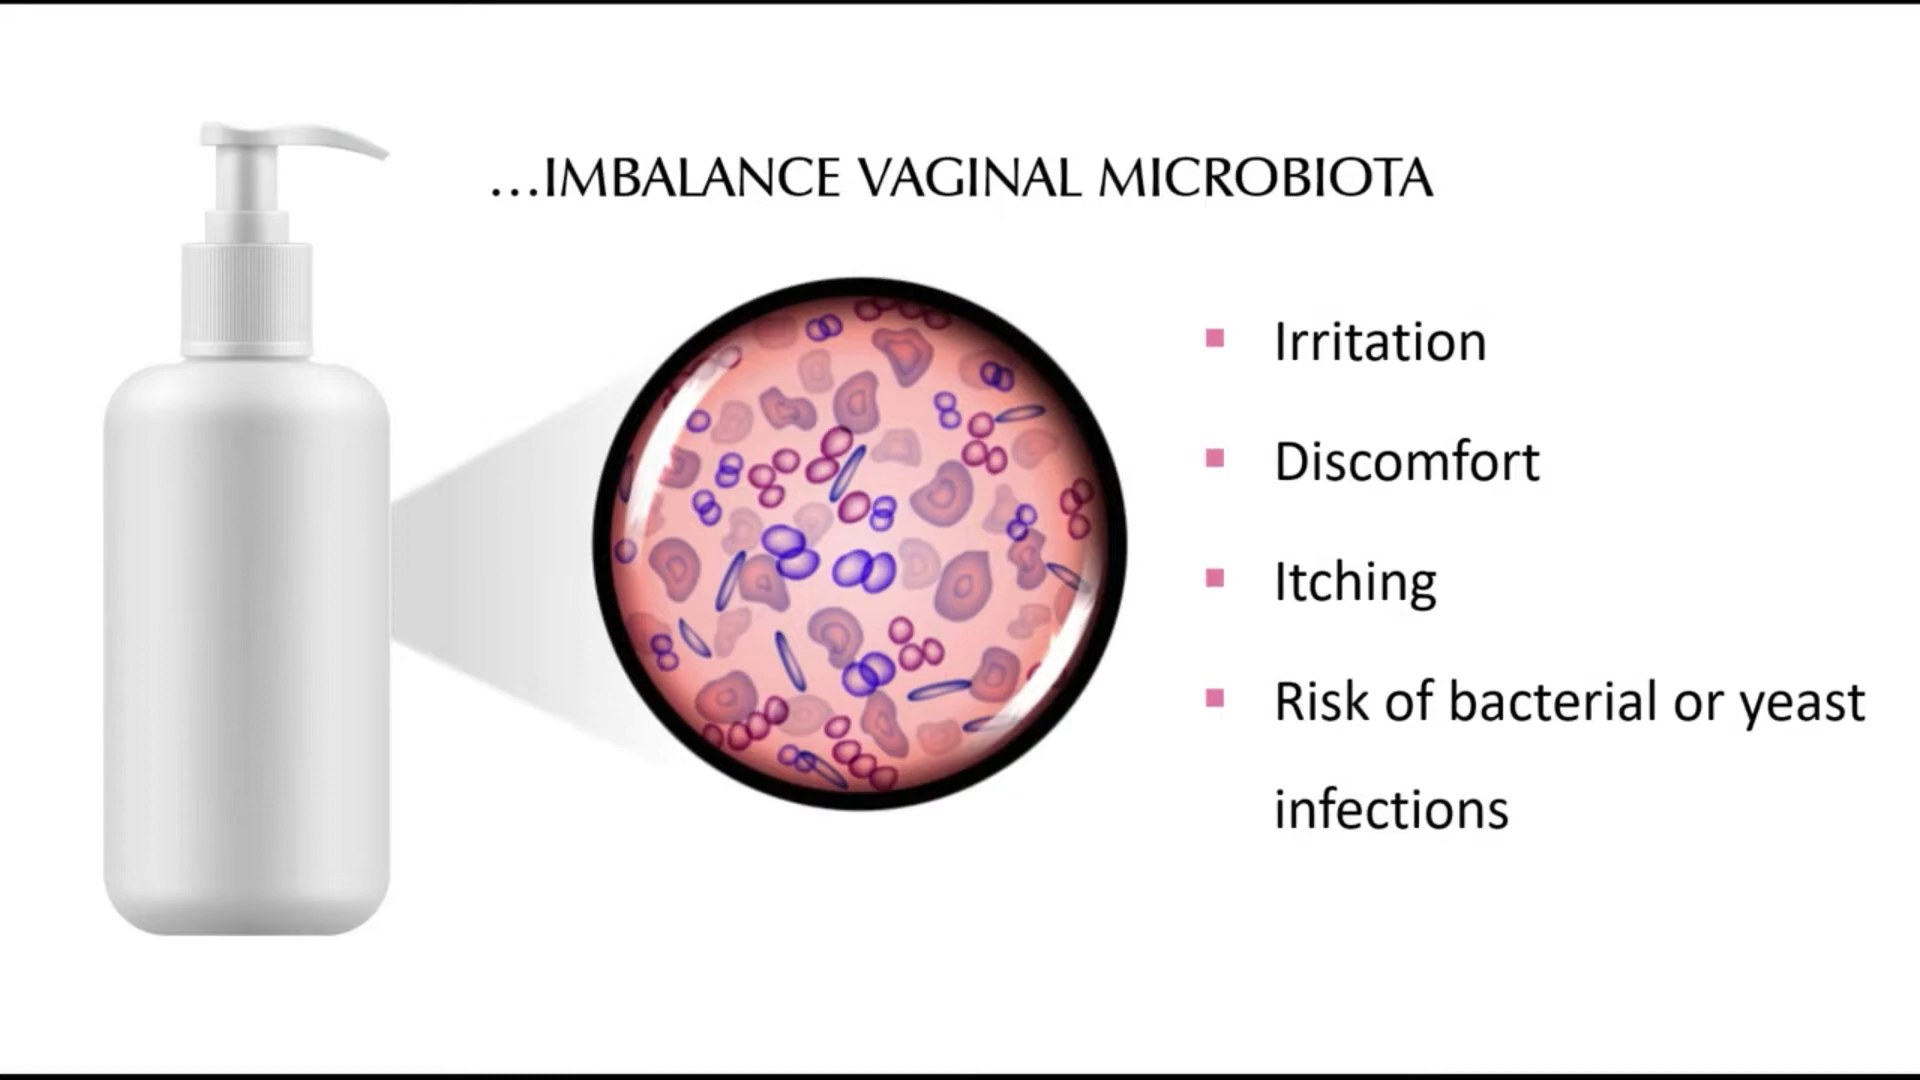 ...IMBALANCE VAGINAL MICROBIOTA
Irritation
Discomfort
Itching
Risk of bacterial or yeast
infections